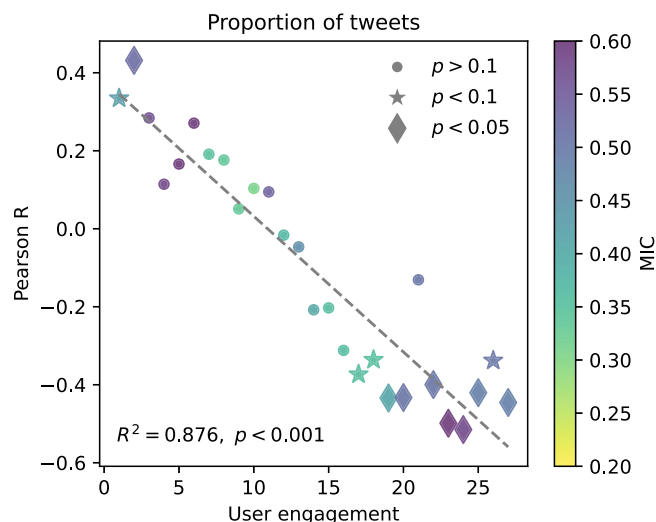 Proportion of tweets
0.4
0.2
0.0
−0.2
−0.4
−0.6
Pearson R
p > 0.1
p < 0.1
p < 0.05
R² = 0.876, p < 0.001
0
5
10
15
20
25
User engagement
0.60
0.55
0.50
0.45
0.40
0.35
0.30
0.25
0.20
MIC